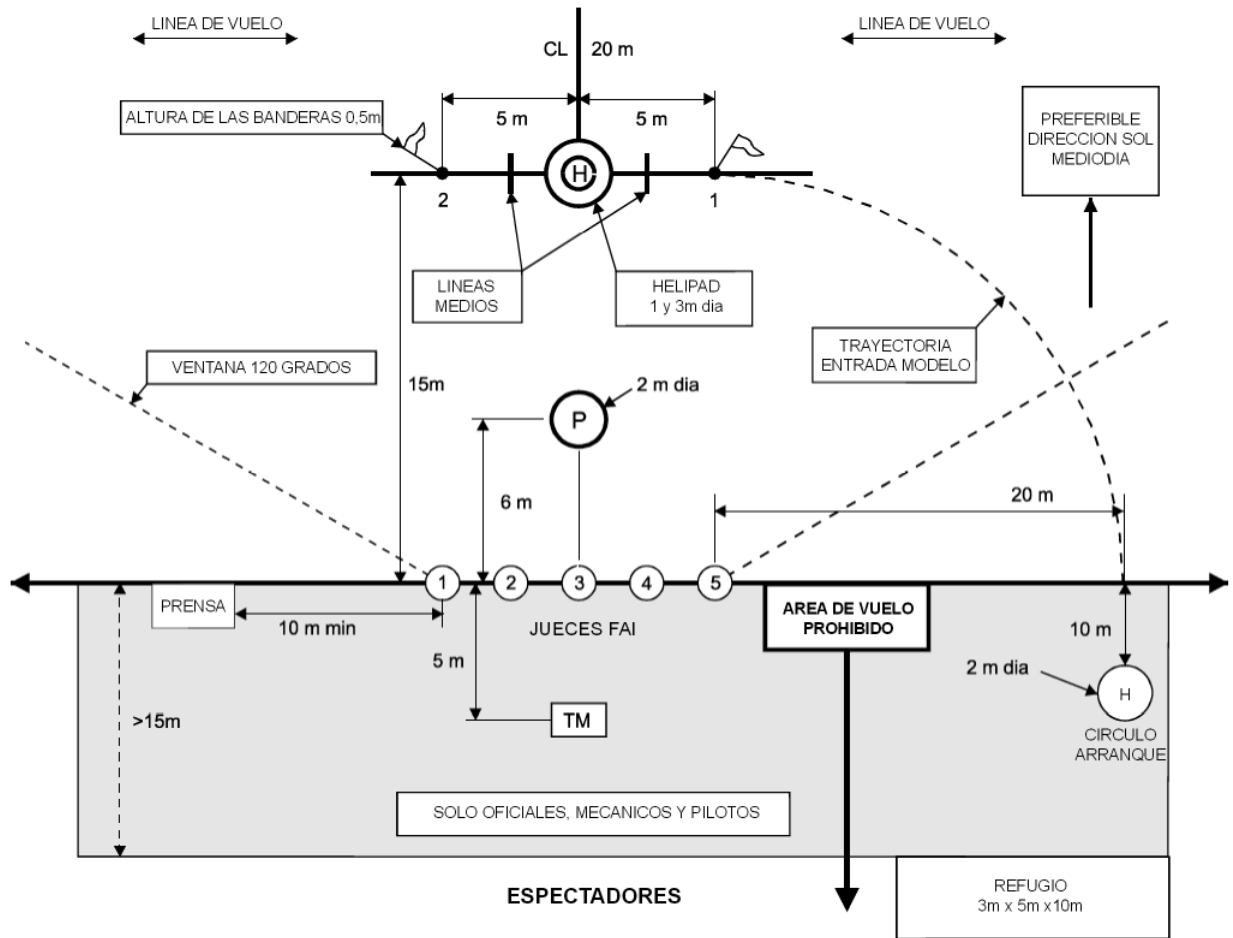 LINEA DE VUELO
LINEA DE VUELO
CL
20 m
ALTURA DE LAS BANDERAS 0,5m
5 m
5 m
PREFERIBLE
DIRECCION SOL
MEDIODIA
H
2
1
LINEAS
MEDIOS
HELIPAD
1 y 3m dia
TRAYECTORIA
ENTRADA MODELO
VENTANA 120 GRADOS
15m
2 m dia
P
6 m
20 m
1
2
3
4
5
PRENSA
10 m min
JUECES FAI
AREA DE VUELO
PROHIBIDO
10 m
5 m
2 m dia
H
>15m
TM
CIRCULO
ARRANQUE
SOLO OFICIALES, MECANICOS Y PILOTOS
ESPECTADORES
REFUGIO
3m x 5m x10m